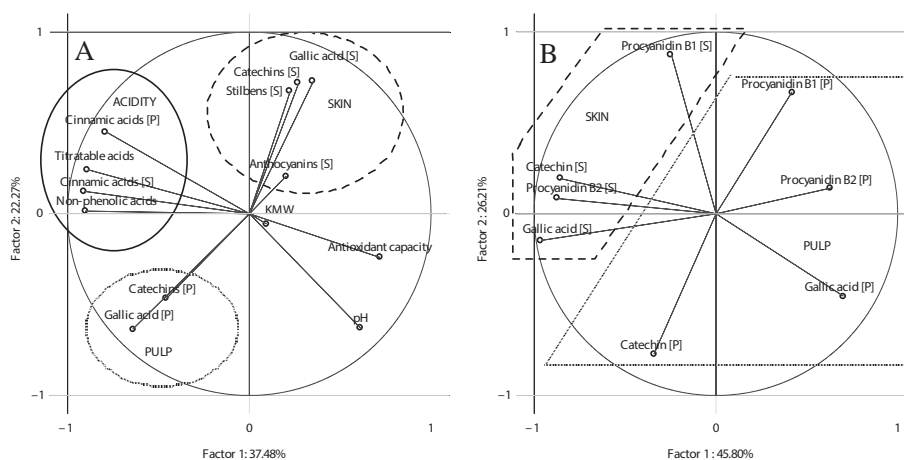 A
1
Gallic acid [S]
Catechins [S]
Stilbens [S]
SKIN
ACIDITY
Cinnamic acids [P]
Titratable acids
Anthocyanins [S]
Cinnamic acids [S]
Non-phenolic acids
KMW
0
Antioxidant capacity
Catechins [P]
Gallic acid [P]
pH
PULP
−1
−1 0 1
Factor 1: 37.48%
Factor 2: 22.27%
B
1
Procyanidin B1 [S]
Procyanidin B1 [P]
SKIN
Catechin [S]
Procyanidin B2 [S]
Procyanidin B2 [P]
0
Gallic acid [S]
PULP
Gallic acid [P]
Catechin [P]
−1
−1 0 1
Factor 1 : 45.80%
Factor 2 : 26.21%